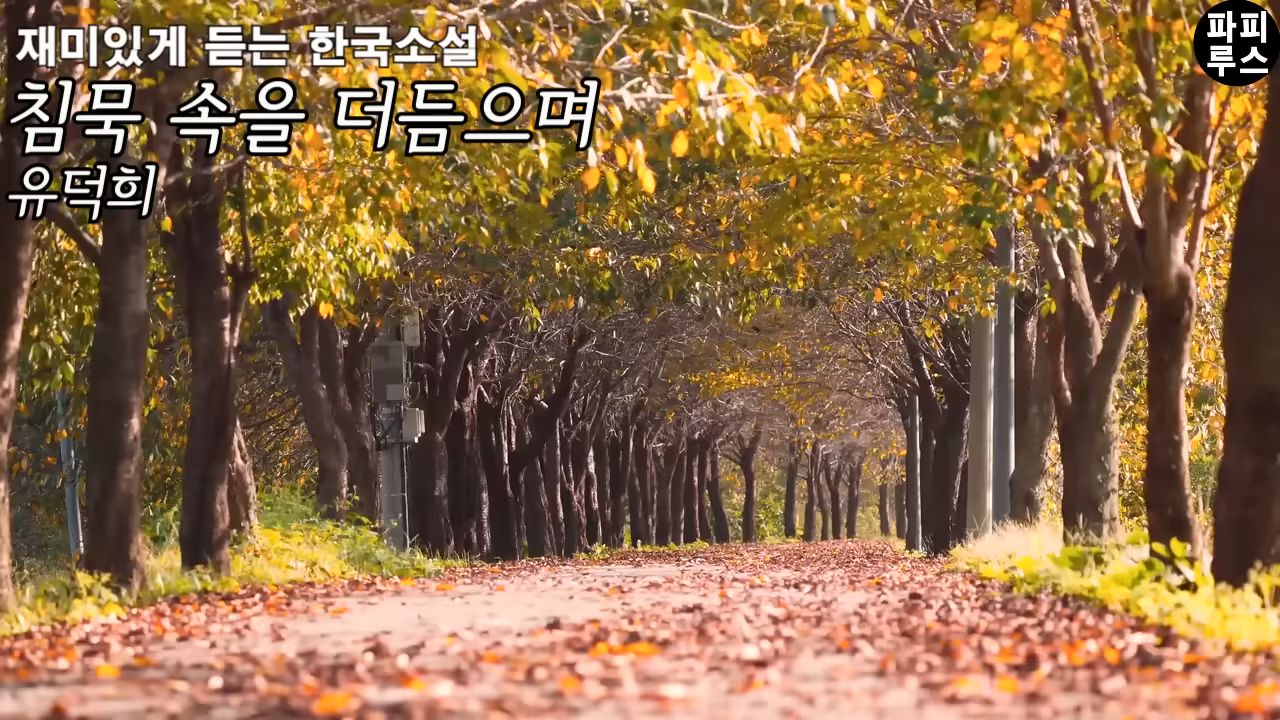 재미있게 듣는 한국소설
침묵 속을 더듬으며
유덕희
파피
루스